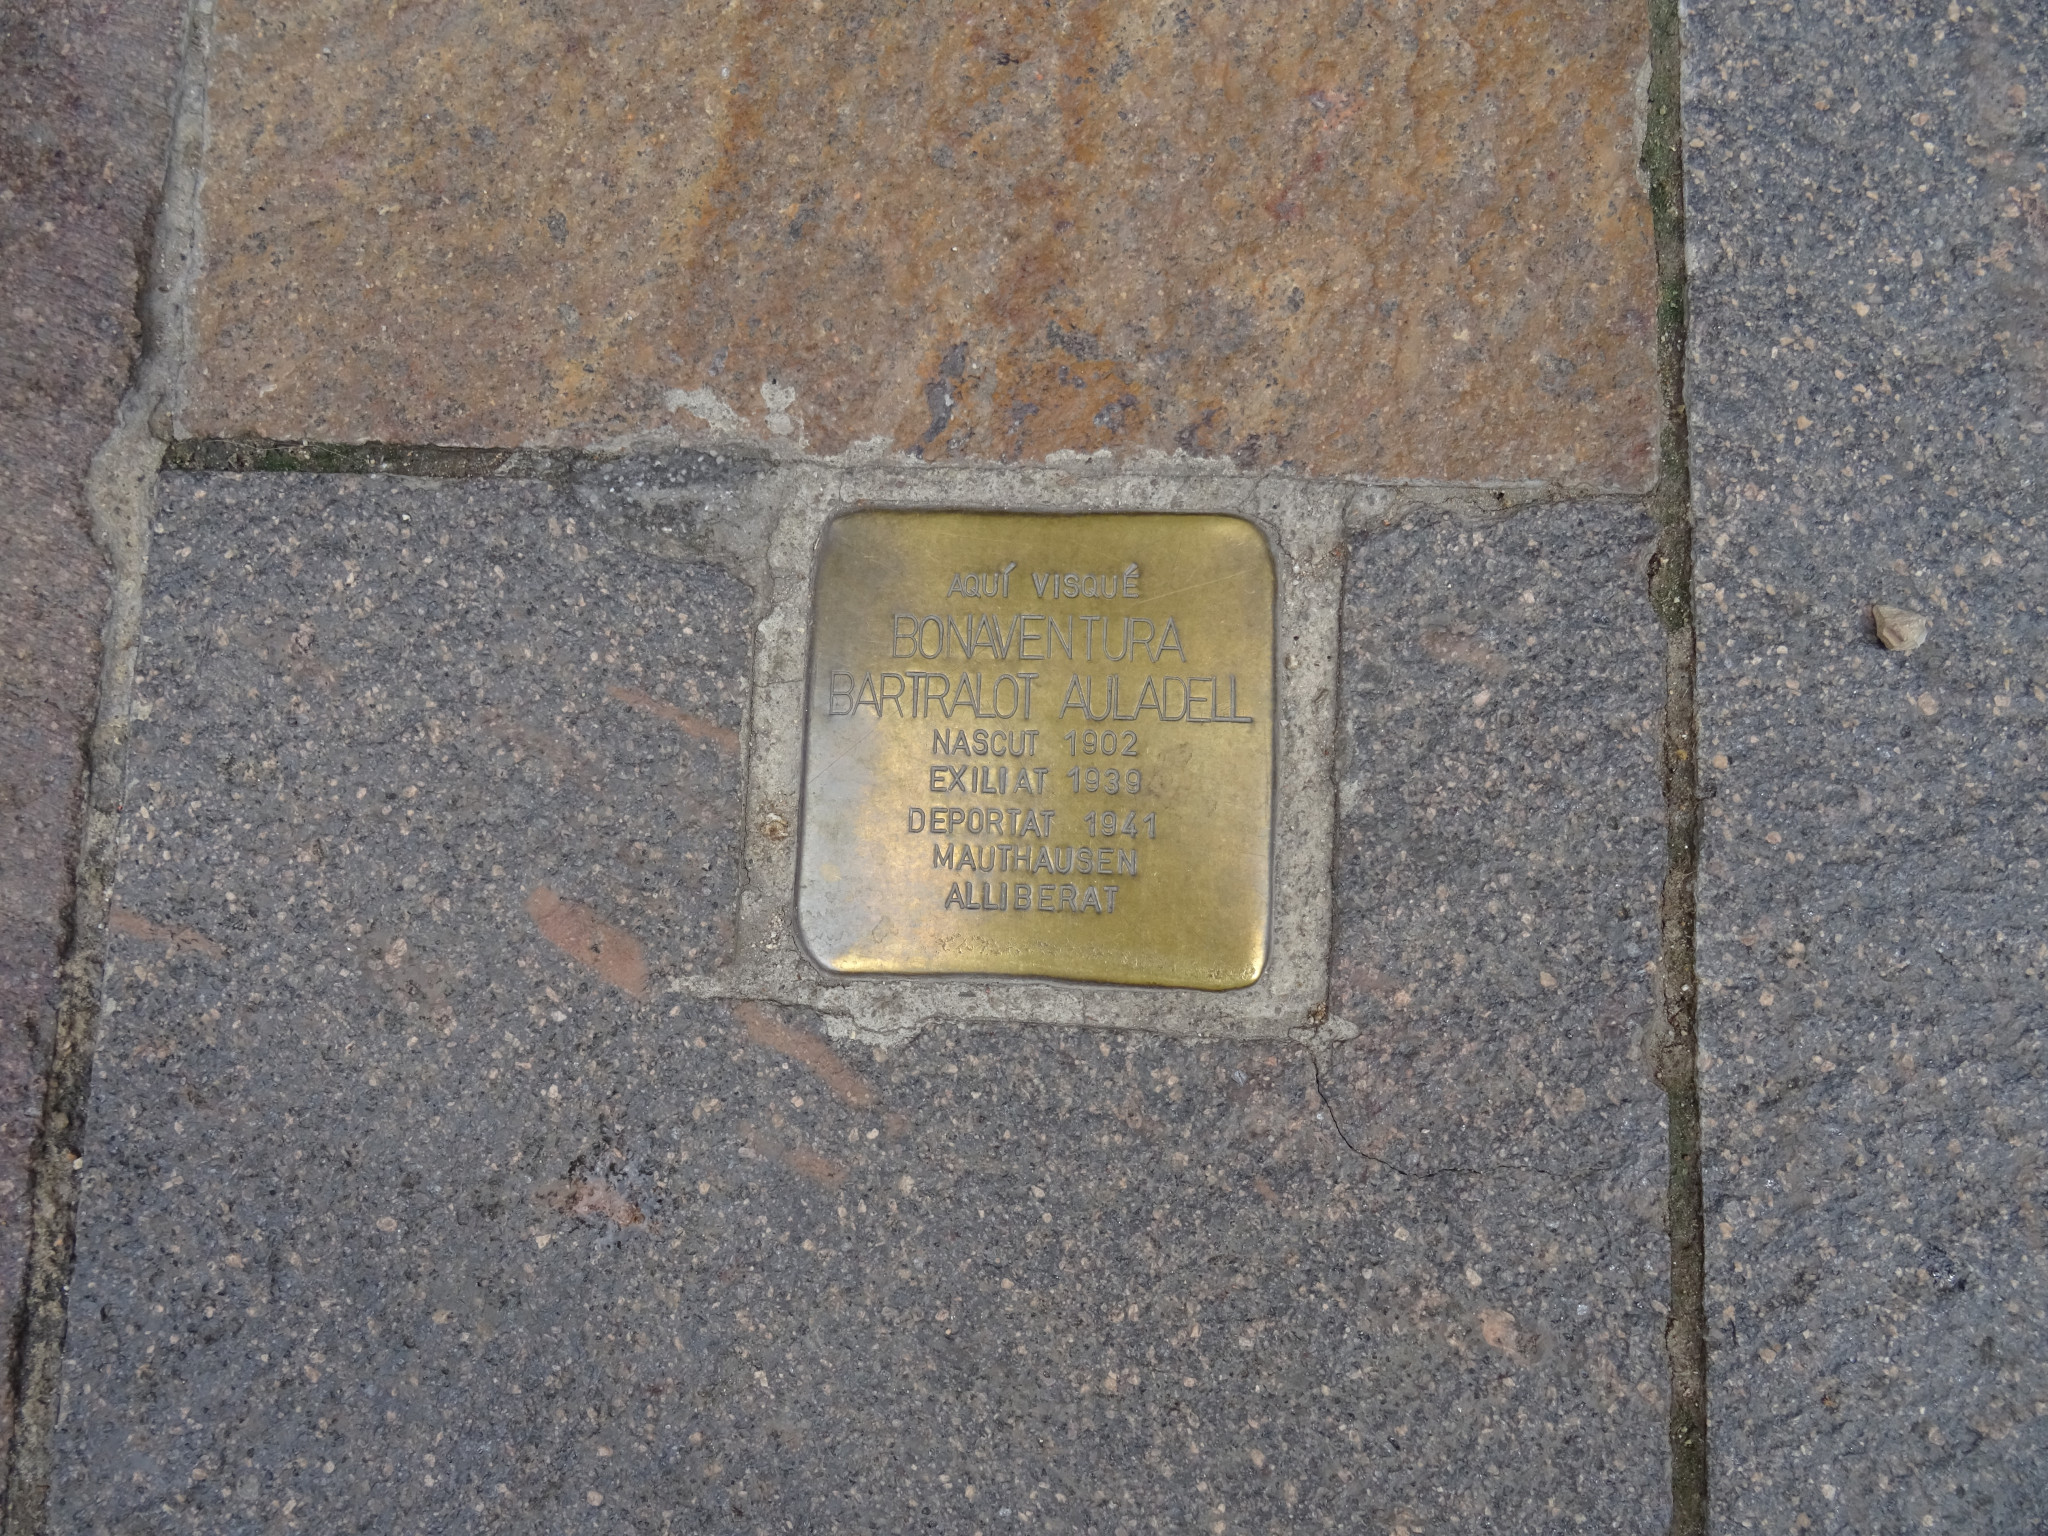 AQUÍ VISQUÉ
BONAVENTURA
BARTRALOT AULADELL
NASCUT 1902
EXILIAT 1939
DEPORTAT 1941
MAUTHAUSEN
ALLIBERAT